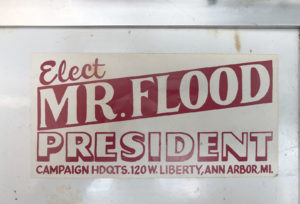 Elect
MR. FLOOD
PRESIDENT
CAMPAIGN HDQTS. 120 W. LIBERTY, ANN ARBOR, MI.